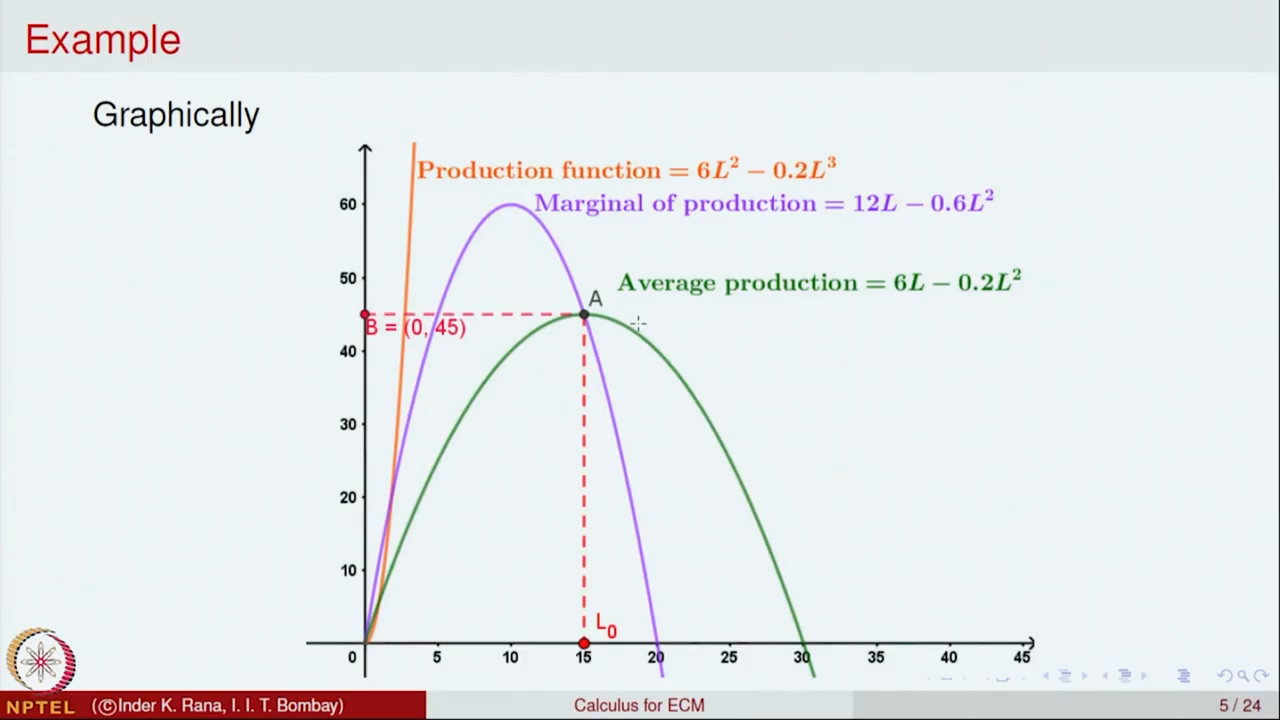 Example
Graphically
Production function = 6L² − 0.2L³
Marginal of production = 12L − 0.6L²
Average production = 6L − 0.2L²
60
50
40
30
20
10
A
B = (0, 45)
L₀
0 5 10 15 20 25 30 35 40 45
NPTEL
(©Inder K. Rana, I. I. T. Bombay) Calculus for ECM 5 / 24